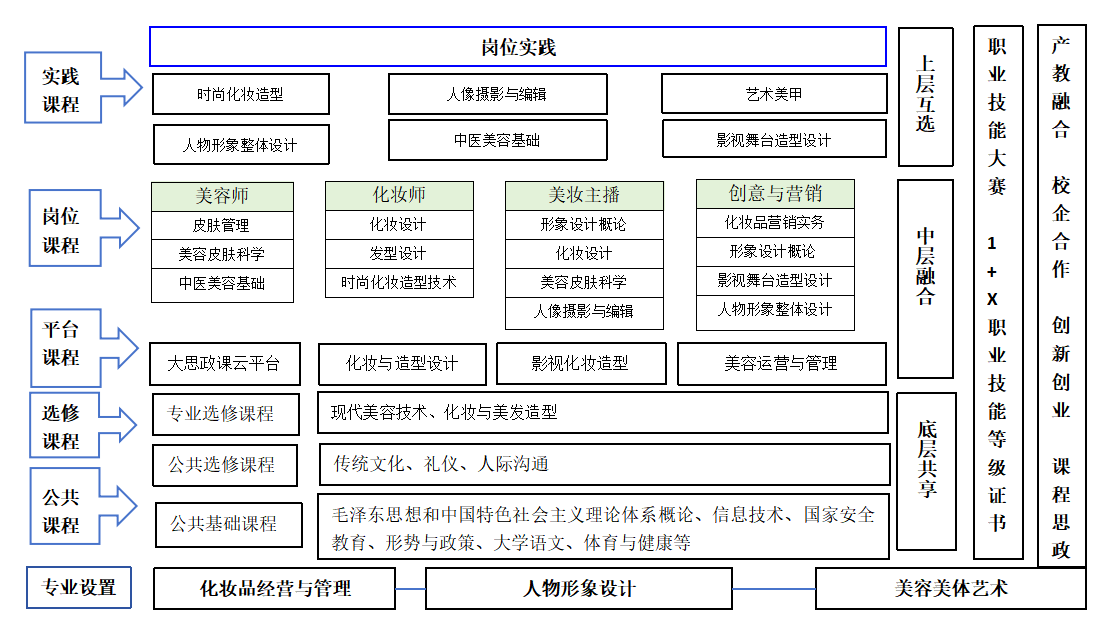 岗位实践
实践
课程
时尚化妆造型
人像摄影与编辑
艺术美甲
人物形象整体设计
中医美容基础
影视舞台造型设计
上层互选
岗位
课程
美容师
皮肤管理
美容皮肤科学
中医美容基础
化妆师
化妆设计
发型设计
时尚化妆造型技术
美妆主播
形象设计概论
化妆设计
美容皮肤科学
人像摄影与编辑
创意与营销
化妆品营销实务
形象设计概论
影视舞台造型设计
人物形象整体设计
中层融合
平台
课程
大思政课云平台
化妆与造型设计
影视化妆造型
美容运营与管理
选修
课程
专业选修课程
现代美容技术、化妆与美发造型
公共选修课程
传统文化、礼仪、人际沟通
公共
课程
公共基础课程
毛泽东思想和中国特色社会主义理论体系概论、信息技术、国家安全
教育、形势与政策、大学语文、体育与健康等
底层共享
职业技能大赛 1+X职业技能等级证书
产教融合 校企合作 创新创业 课程思政
专业设置
化妆品经营与管理
人物形象设计
美容美体艺术